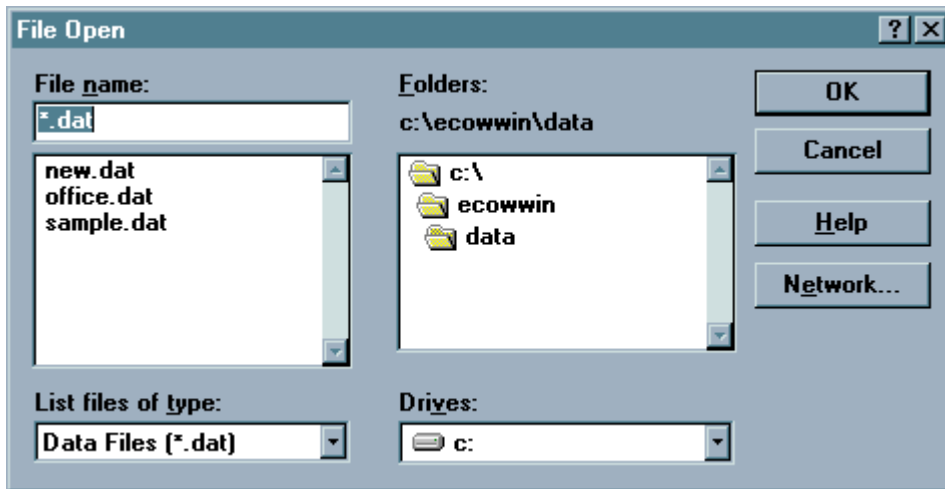 File Open
File name:
*.dat
new.dat
office.dat
sample.dat
List files of type:
Data Files (*.dat)
Folders:
c:\ecowwin\data
c:\
ecowwin
data
Drives:
c:
OK
Cancel
Help
Network...